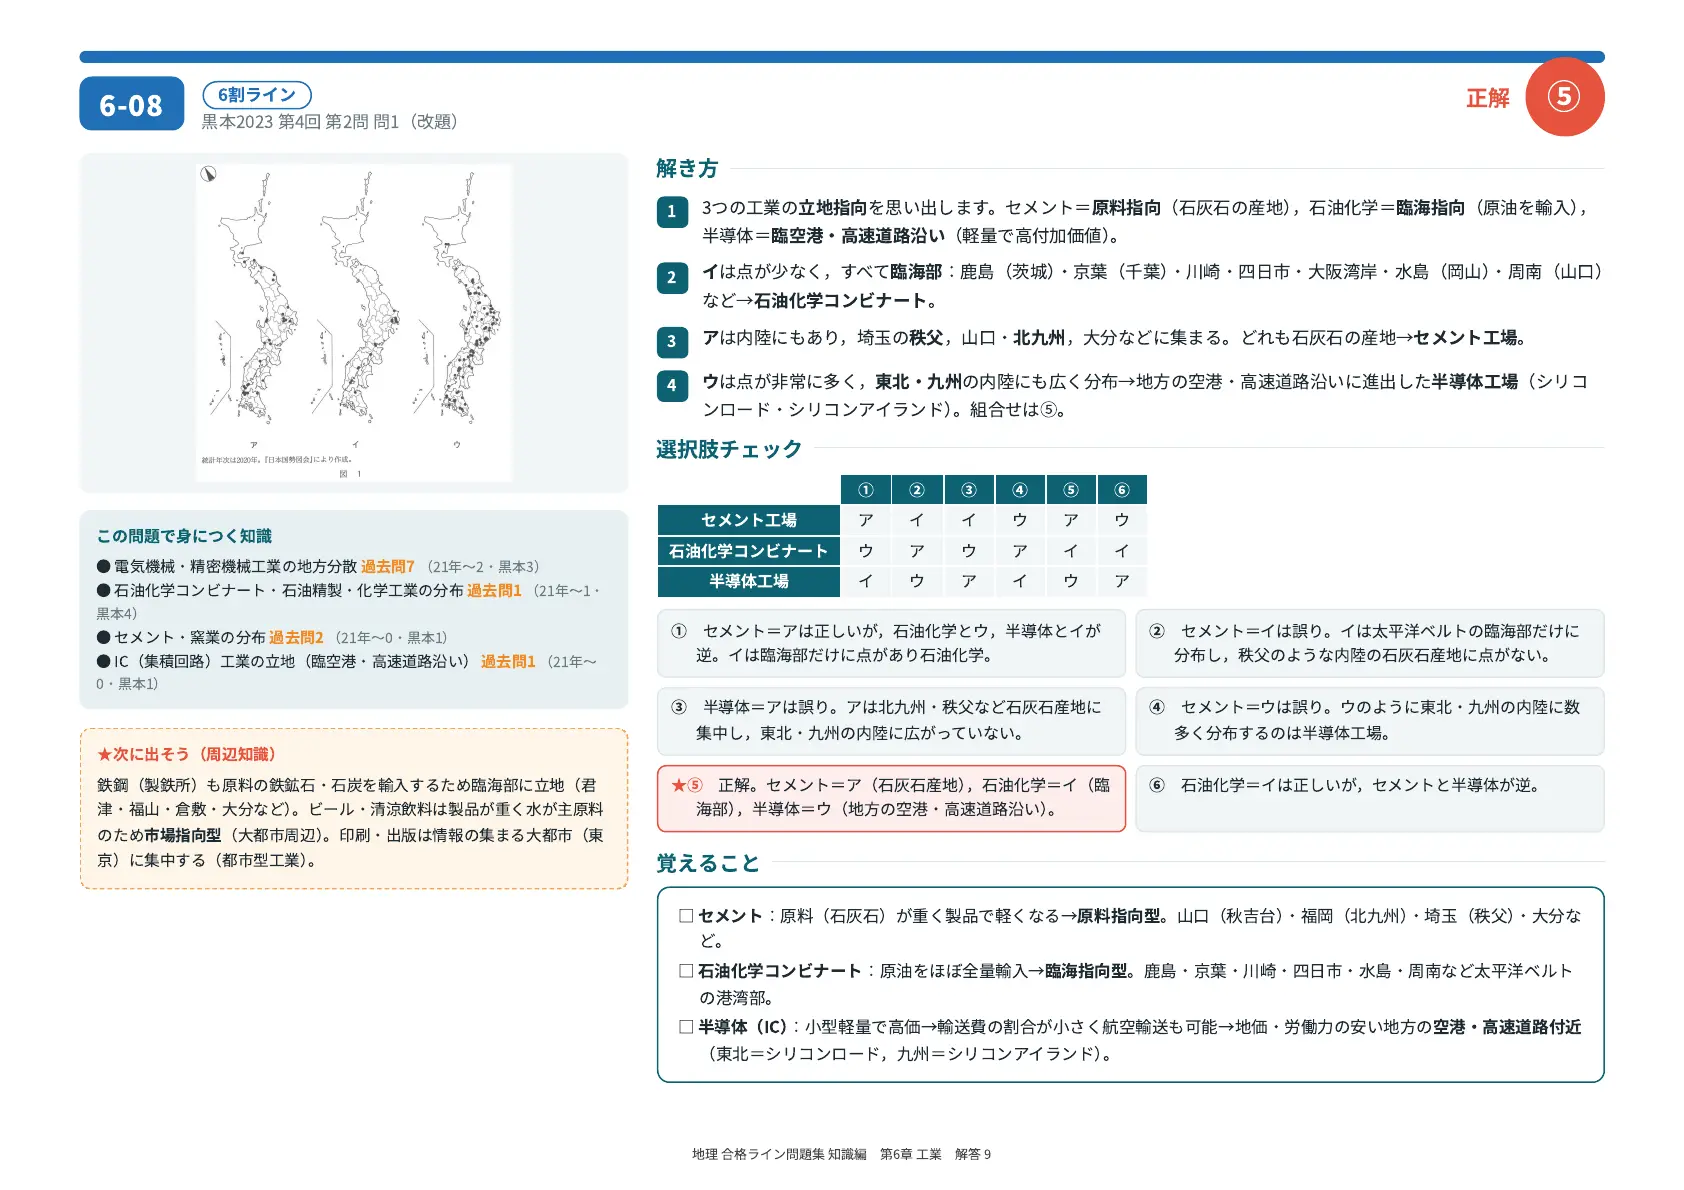 6-08
6割ライン
黒本2023 第4回 第2問 問1（改題）
正解 ⑤
ア イ ウ
統計年次は2020年。『日本国勢図会』により作成。
図 1
この問題で身につく知識
● 電気機械・精密機械工業の地方分散 過去問7 （21年〜2・黒本3）
● 石油化学コンビナート・石油精製・化学工業の分布 過去問1 （21年〜1・
黒本4）
● セメント・窯業の分布 過去問2 （21年〜0・黒本1）
● IC（集積回路）工業の立地（臨空港・高速道路沿い） 過去問1 （21年〜
0・黒本1）
★次に出そう（周辺知識）
鉄鋼（製鉄所）も原料の鉄鉱石・石炭を輸入するため臨海部に立地（君
津・福山・倉敷・大分など）。ビール・清涼飲料は製品が重く水が主原料
のため市場指向型（大都市周辺）。印刷・出版は情報の集まる大都市（東
京）に集中する（都市型工業）。
解き方
1 3つの工業の立地指向を思い出します。セメント＝原料指向（石灰石の産地），石油化学＝臨海指向（原油を輸入），
半導体＝臨空港・高速道路沿い（軽量で高付加価値）。
2 イは点が少なく，すべて臨海部：鹿島（茨城）・京葉（千葉）・川崎・四日市・大阪湾岸・水島（岡山）・周南（山口）
など→石油化学コンビナート。
3 アは内陸にもあり，埼玉の秩父，山口・北九州，大分などに集まる。どれも石灰石の産地→セメント工場。
4 ウは点が非常に多く，東北・九州の内陸にも広く分布→地方の空港・高速道路沿いに進出した半導体工場（シリコ
ンロード・シリコンアイランド）。組合せは⑤。
選択肢チェック
① ② ③ ④ ⑤ ⑥
セメント工場 ア イ イ ウ ア ウ
石油化学コンビナート ウ ア ウ ア イ イ
半導体工場 イ ウ ア イ ウ ア
① セメント＝アは正しいが，石油化学とウ，半導体とイが
逆。イは臨海部だけに点があり石油化学。
② セメント＝イは誤り。イは太平洋ベルトの臨海部だけに
分布し，秩父のような内陸の石灰石産地に点がない。
③ 半導体＝アは誤り。アは北九州・秩父など石灰石産地に
集中し，東北・九州の内陸に広がっていない。
④ セメント＝ウは誤り。ウのように東北・九州の内陸に数
多く分布するのは半導体工場。
★⑤ 正解。セメント＝ア（石灰石産地），石油化学＝イ（臨
海部），半導体＝ウ（地方の空港・高速道路沿い）。
⑥ 石油化学＝イは正しいが，セメントと半導体が逆。
覚えること
□ セメント：原料（石灰石）が重く製品で軽くなる→原料指向型。山口（秋吉台）・福岡（北九州）・埼玉（秩父）・大分な
ど。
□ 石油化学コンビナート：原油をほぼ全量輸入→臨海指向型。鹿島・京葉・川崎・四日市・水島・周南など太平洋ベルト
の港湾部。
□ 半導体（IC）：小型軽量で高価→輸送費の割合が小さく航空輸送も可能→地価・労働力の安い地方の空港・高速道路付近
（東北＝シリコンロード，九州＝シリコンアイランド）。
地理 合格ライン問題集 知識編 第6章 工業 解答 9